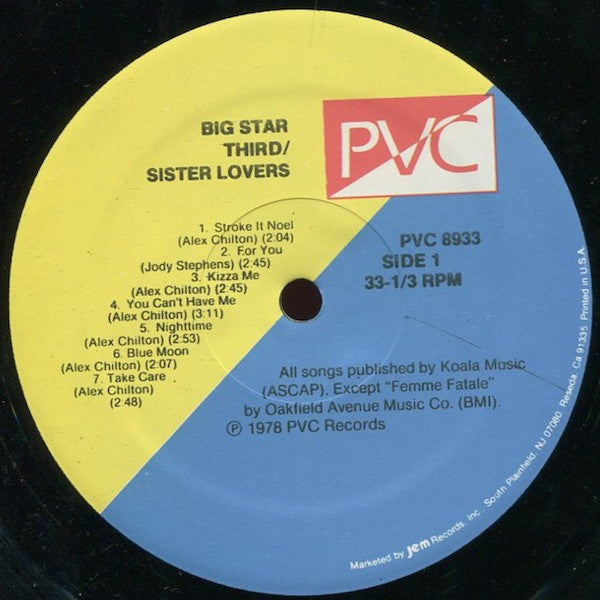 BIG STAR
THIRD/
SISTER LOVERS
PVC
1. Stroke It Noel
(Alex Chilton) (2:04)
2. For You
(Jody Stephens) (2:45)
3. Kizza Me
(Alex Chilton) (2:45)
4. You Can't Have Me
(Alex Chilton) (3:11)
5. Nighttime
(Alex Chilton) (2:53)
6. Blue Moon
(Alex Chilton) (2:07)
7. Take Care
(Alex Chilton)
(2:48)
PVC 8933
SIDE 1
33-1/3 RPM
All songs published by Koala Music
(ASCAP), Except "Femme Fatale"
by Oakfield Avenue Music Co. (BMI).
Ⓟ 1978 PVC Records
Marketed by Jem Records, Inc. South Plainfield, NJ 07080, Reseda, Ca 91335 Printed in U.S.A.